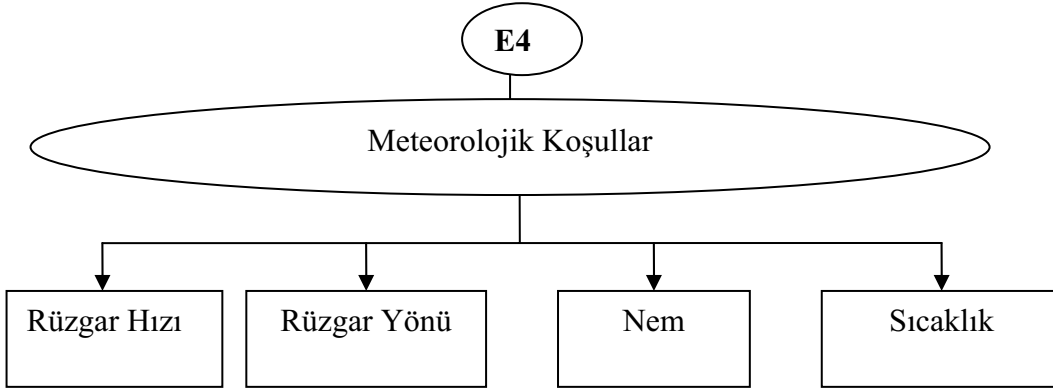 E4
Meteorolojik Koşullar
Rüzgar Hızı
Rüzgar Yönü
Nem
Sıcaklık